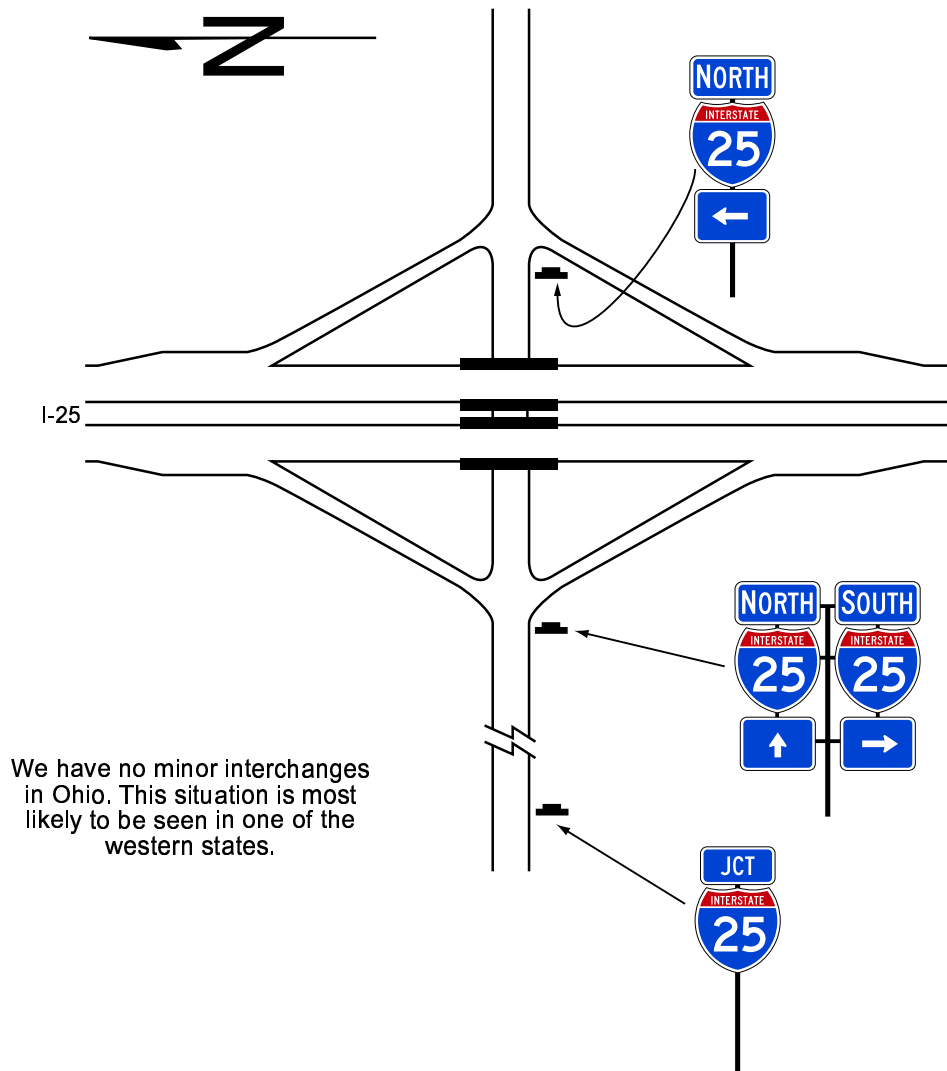 N
NORTH
INTERSTATE
25
I-25
NORTH SOUTH
INTERSTATE INTERSTATE
25 25
We have no minor interchanges
in Ohio. This situation is most
likely to be seen in one of the
western states.
JCT
INTERSTATE
25